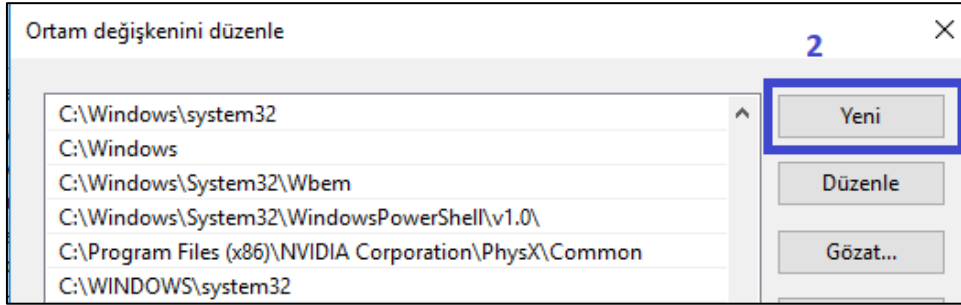 Ortam değişkenini düzenle
2
C:\Windows\system32
Yeni
C:\Windows
C:\Windows\System32\Wbem
Düzenle
C:\Windows\System32\WindowsPowerShell\v1.0\
C:\Program Files (x86)\NVIDIA Corporation\PhysX\Common
Gözat...
C:\WINDOWS\system32